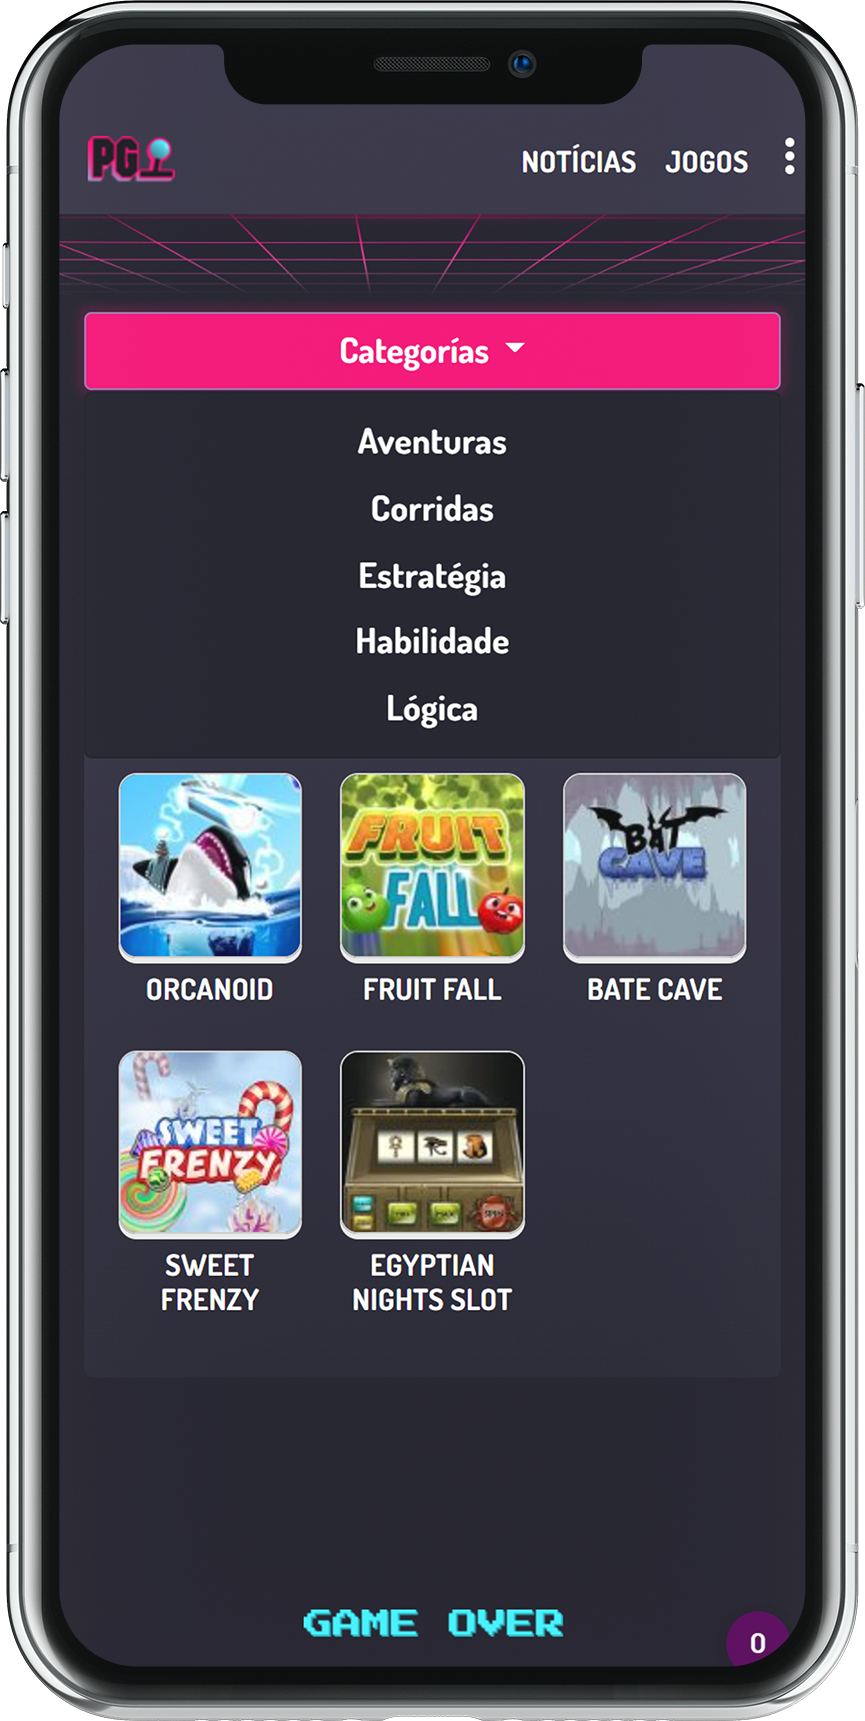 PG
NOTÍCIAS JOGOS
Categorías
Aventuras
Corridas
Estratégia
Habilidade
Lógica
FRUIT
FALL
BAT
CAVE
ORCANOID
FRUIT FALL
BATE CAVE
SWEET
FRENZY
SPIN
SWEET
FRENZY
EGYPTIAN
NIGHTS SLOT
GAME OVER
0